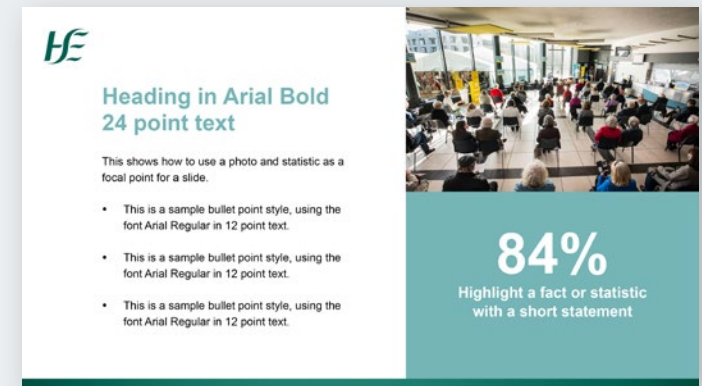 HSE
Heading in Arial Bold
24 point text
This shows how to use a photo and statistic as a
focal point for a slide.
• This is a sample bullet point style, using the
font Arial Regular in 12 point text.
• This is a sample bullet point style, using the
font Arial Regular in 12 point text.
• This is a sample bullet point style, using the
font Arial Regular in 12 point text.
84%
Highlight a fact or statistic
with a short statement